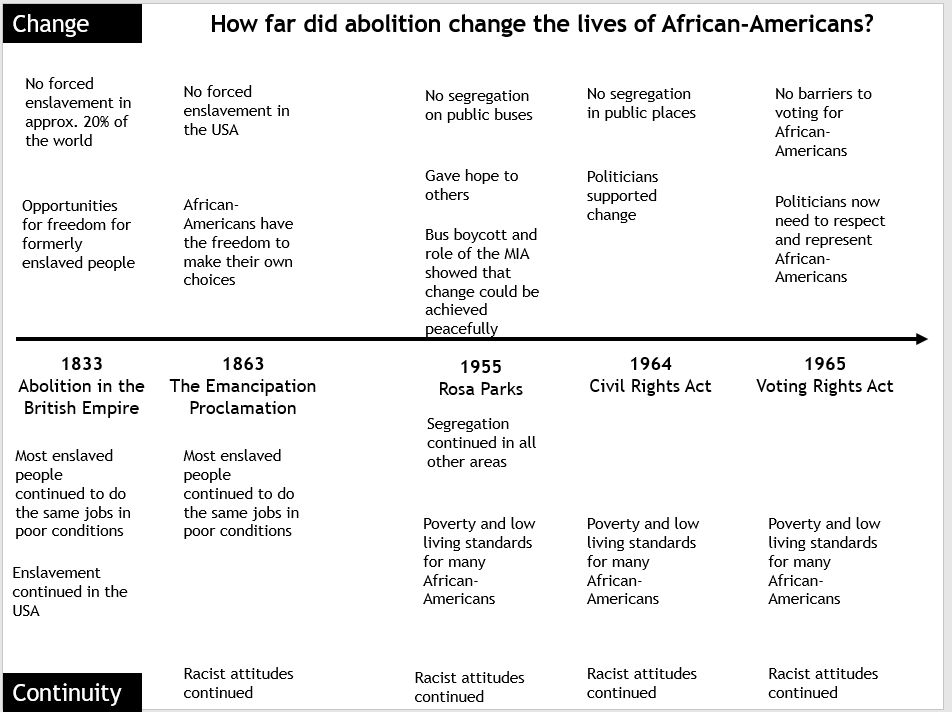 Change
How far did abolition change the lives of African-Americans?
No forced
enslavement in
approx. 20% of
the world
Opportunities
for freedom for
formerly
enslaved people
No forced
enslavement in
the USA
African-
Americans have
the freedom to
make their own
choices
No segregation
on public buses
Gave hope to
others
Bus boycott and
role of the MIA
showed that
change could be
achieved
peacefully
No segregation
in public places
Politicians
supported
change
No barriers to
voting for
African-
Americans
Politicians now
need to respect
and represent
African-
Americans
1833
Abolition in the
British Empire
1863
The Emancipation
Proclamation
1955
Rosa Parks
1964
Civil Rights Act
1965
Voting Rights Act
Most enslaved
people
continued to do
the same jobs in
poor conditions
Enslavement
continued in the
USA
Most enslaved
people
continued to do
the same jobs in
poor conditions
Racist attitudes
continued
Segregation
continued in all
other areas
Poverty and low
living standards
for many
African-
Americans
Racist attitudes
continued
Poverty and low
living standards
for many
African-
Americans
Racist attitudes
continued
Poverty and low
living standards
for many
African-
Americans
Racist attitudes
continued
Continuity